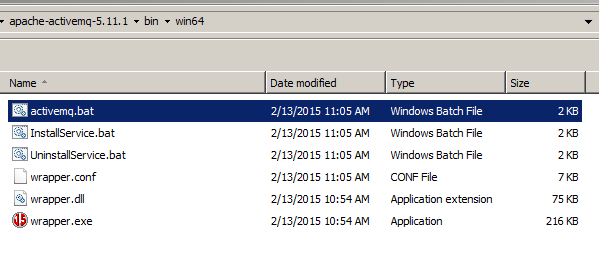 apache-activemq-5.11.1 bin win64
Name Date modified Type Size
activemq.bat 2/13/2015 11:05 AM Windows Batch File 2 KB
InstallService.bat 2/13/2015 11:05 AM Windows Batch File 2 KB
UninstallService.bat 2/13/2015 11:05 AM Windows Batch File 2 KB
wrapper.conf 2/13/2015 11:05 AM CONF File 7 KB
wrapper.dll 2/13/2015 10:54 AM Application extension 75 KB
wrapper.exe 2/13/2015 10:54 AM Application 216 KB